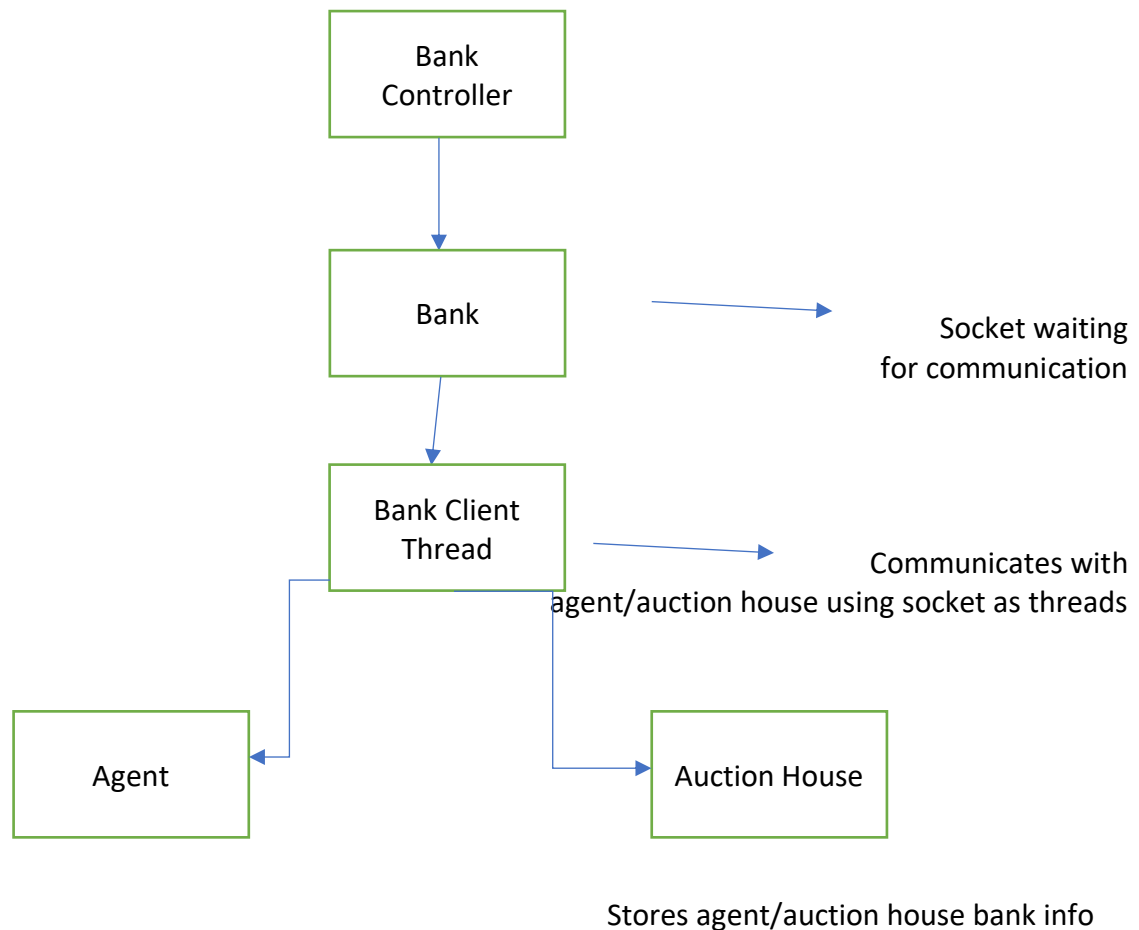 Bank
Controller
Bank
Socket waiting
for communication
Bank Client
Thread
Communicates with
agent/auction house using socket as threads
Agent
Auction House
Stores agent/auction house bank info